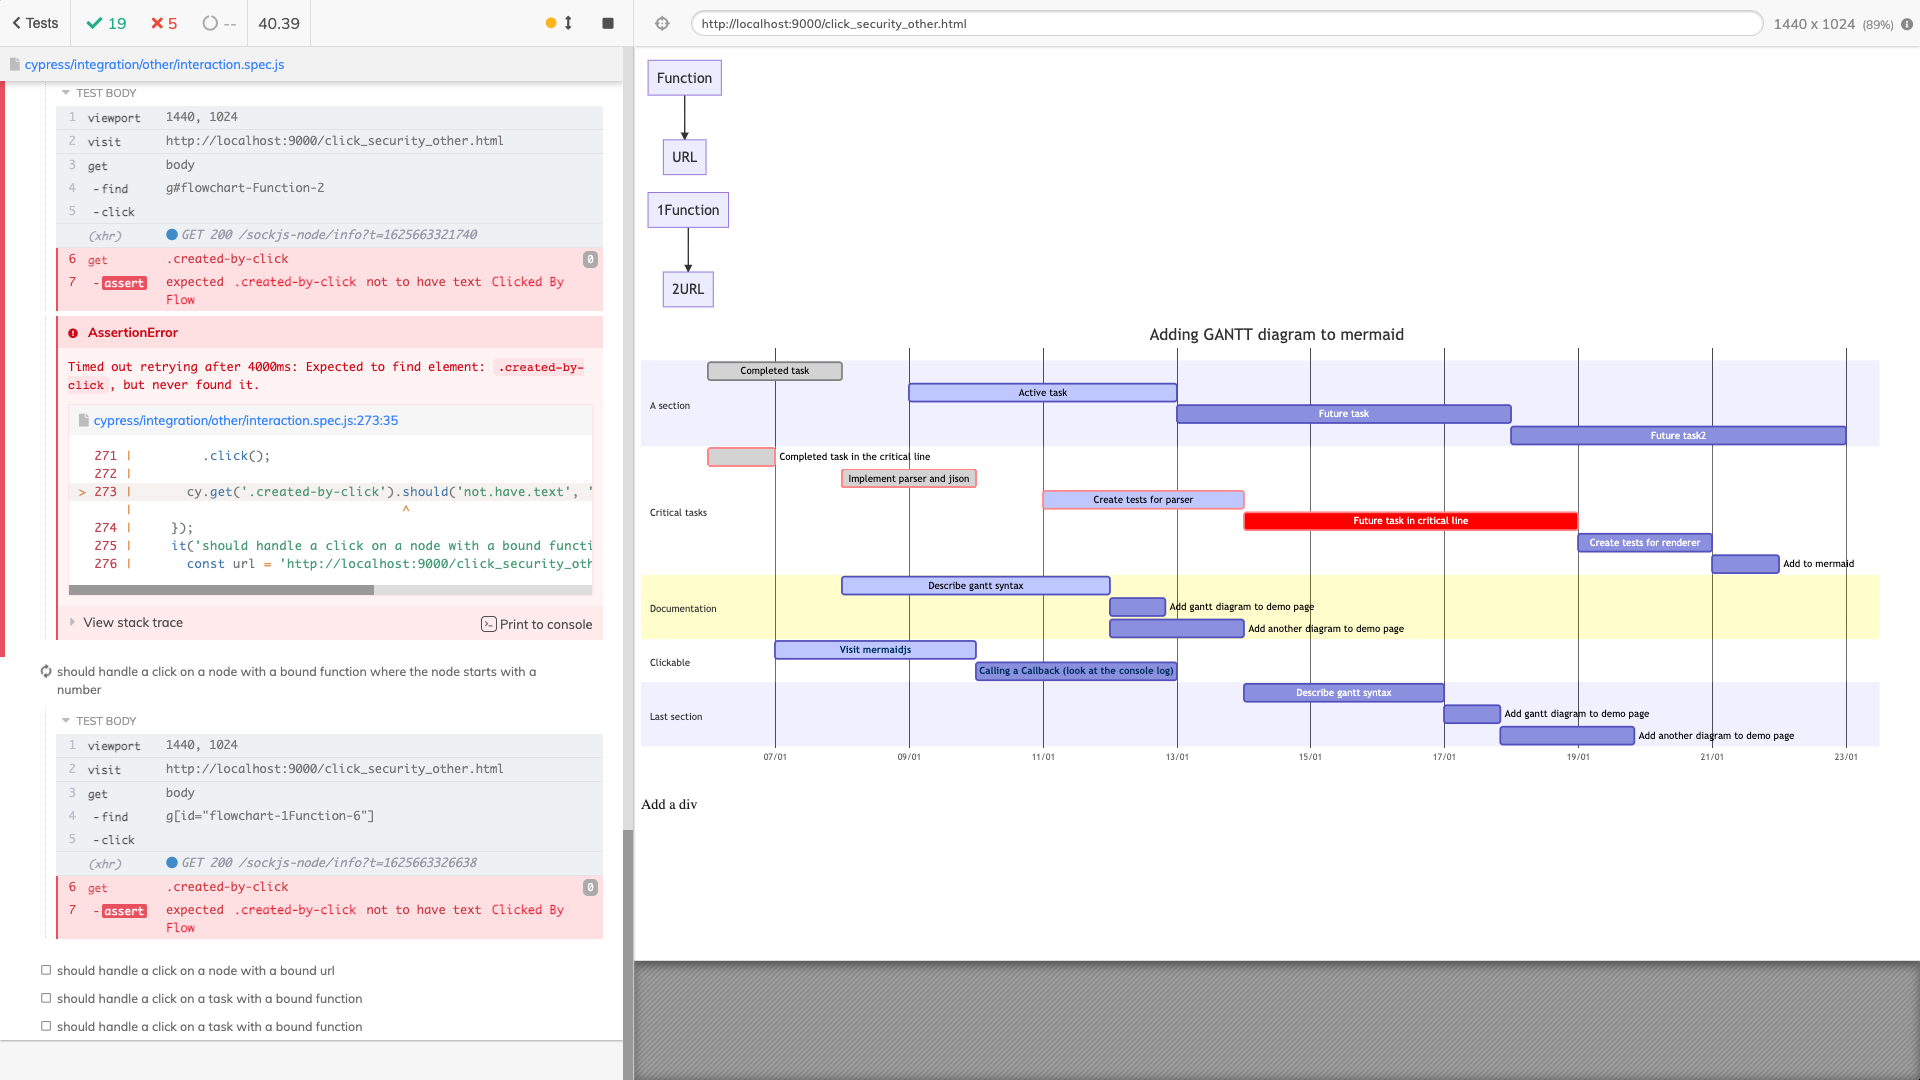 Tests
19
5
--
40.39
http://localhost:9000/click_security_other.html
1440 x 1024 (89%)
cypress/integration/other/interaction.spec.js
TEST BODY
1 viewport 1440, 1024
2 visit http://localhost:9000/click_security_other.html
3 get body
4 -find g#flowchart-Function-2
5 -click
(xhr) GET 200 /sockjs-node/info?t=1625663321740
6 get .created-by-click 0
7 -assert expected .created-by-click not to have text Clicked By
Flow
AssertionError
Timed out retrying after 4000ms: Expected to find element: .created-by-
click, but never found it.
cypress/integration/other/interaction.spec.js:273:35
271 | .click();
272 |
> 273 | cy.get('.created-by-click').should('not.have.text', '
| ^
274 | });
275 | it('should handle a click on a node with a bound functi
276 | const url = 'http://localhost:9000/click_security_oth
View stack trace
Print to console
should handle a click on a node with a bound function where the node starts with a
number
TEST BODY
1 viewport 1440, 1024
2 visit http://localhost:9000/click_security_other.html
3 get body
4 -find g[id="flowchart-1Function-6"]
5 -click
(xhr) GET 200 /sockjs-node/info?t=1625663326638
6 get .created-by-click 0
7 -assert expected .created-by-click not to have text Clicked By
Flow
should handle a click on a node with a bound url
should handle a click on a task with a bound function
should handle a click on a task with a bound function
Function
URL
1Function
2URL
Adding GANTT diagram to mermaid
Completed task
Active task
A section
Future task
Future task2
Completed task in the critical line
Implement parser and jison
Create tests for parser
Critical tasks
Future task in critical line
Create tests for renderer
Add to mermaid
Describe gantt syntax
Documentation
Add gantt diagram to demo page
Add another diagram to demo page
Visit mermaidjs
Clickable
Calling a Callback (look at the console log)
Describe gantt syntax
Last section
Add gantt diagram to demo page
Add another diagram to demo page
07/01 09/01 11/01 13/01 15/01 17/01 19/01 21/01 23/01
Add a div